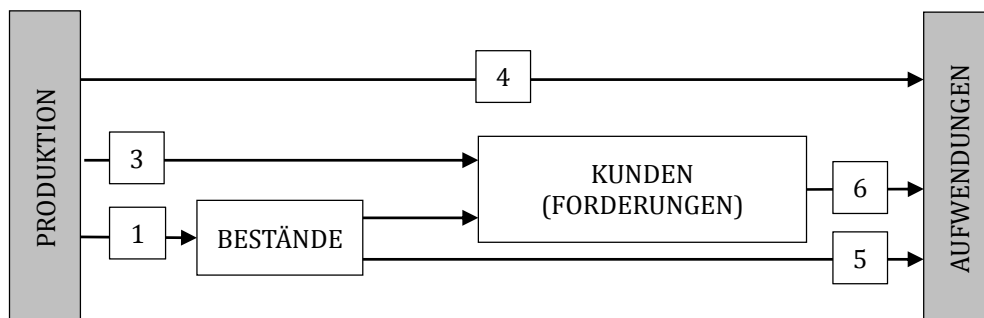 PRODUKTION
4
3
1
BESTÄNDE
KUNDEN
(FORDERUNGEN)
6
5
AUFWENDUNGEN